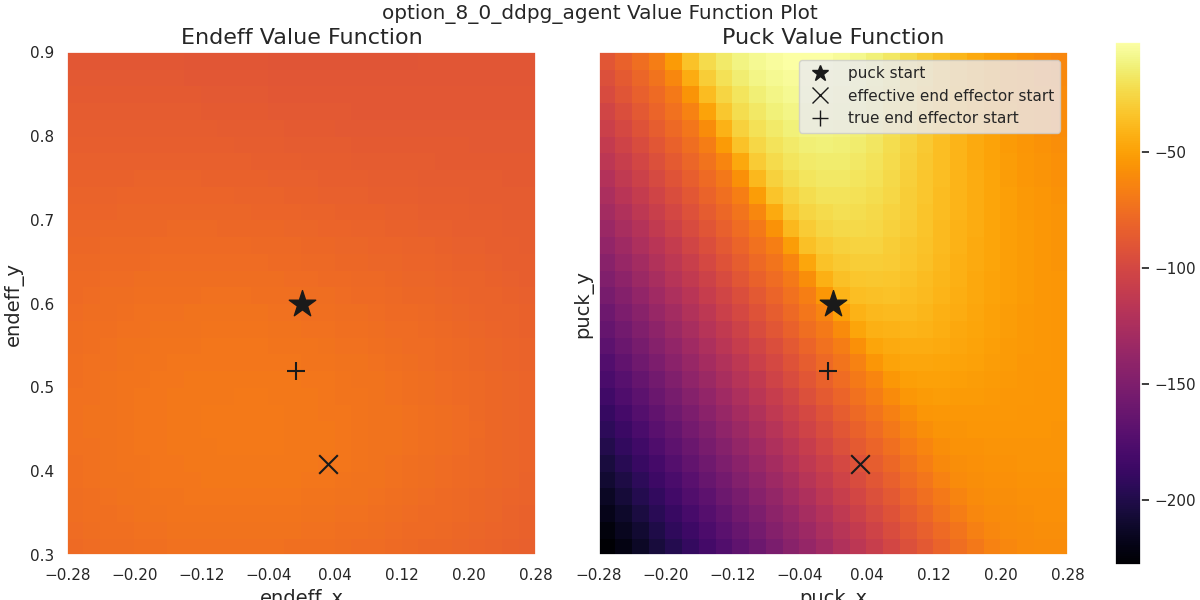 option_8_0_ddpg_agent Value Function Plot
Endeff Value Function
Puck Value Function
puck start
effective end effector start
true end effector start
endeff_y
0.9
0.8
0.7
0.6
0.5
0.4
0.3
−0.28 −0.20 −0.12 −0.04 0.04 0.12 0.20 0.28
endeff_x
puck_y
−0.28 −0.20 −0.12 −0.04 0.04 0.12 0.20 0.28
puck_x
−50
−100
−150
−200